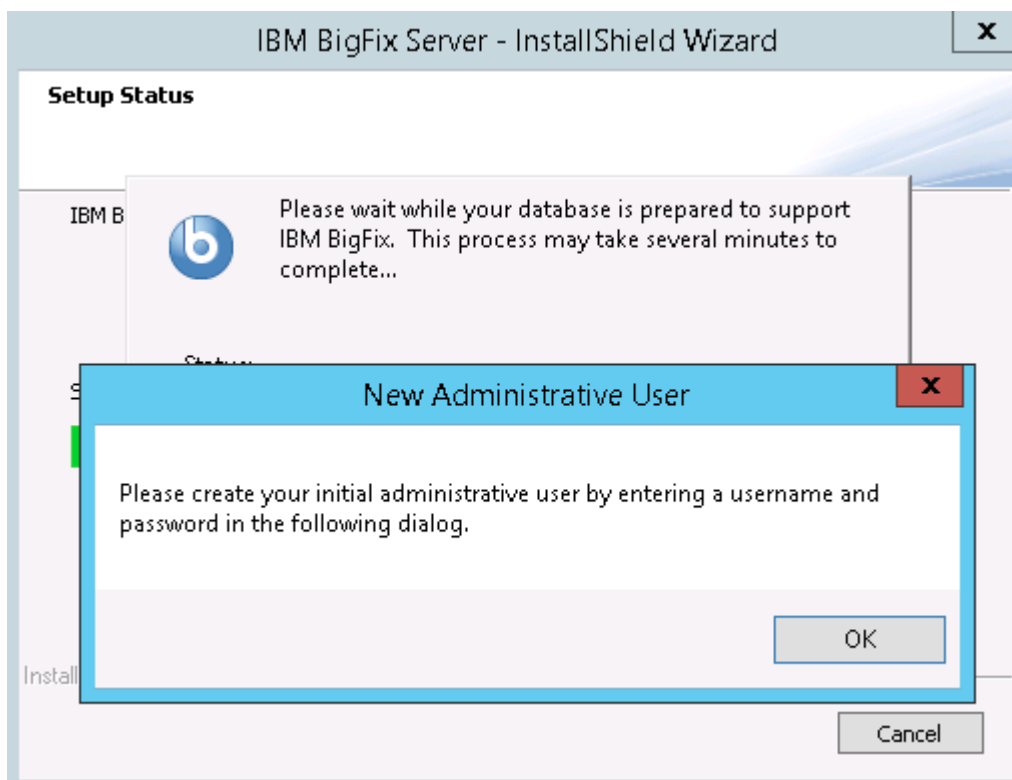 IBM BigFix Server - InstallShield Wizard
x
Setup Status
IBM B
b
Please wait while your database is prepared to support
IBM BigFix. This process may take several minutes to
complete...
New Administrative User
x
Please create your initial administrative user by entering a username and
password in the following dialog.
OK
Install
Cancel